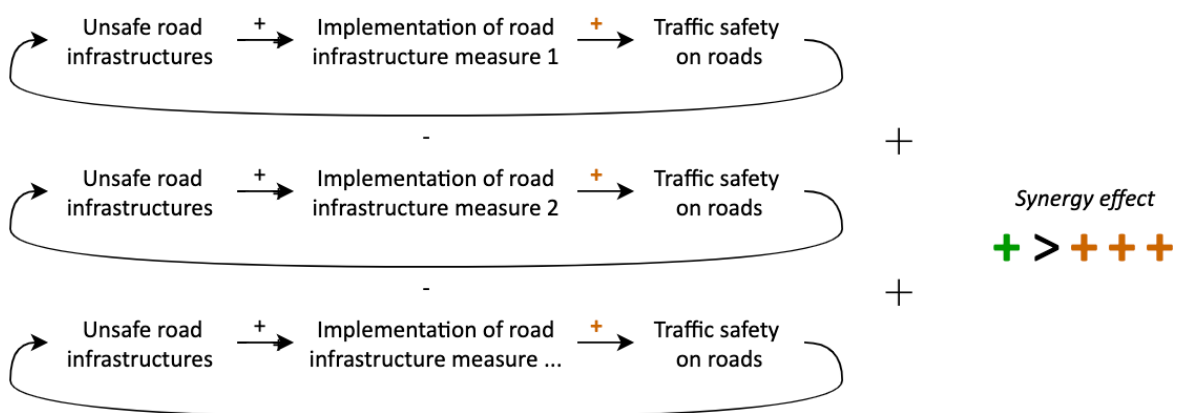 + + 
Unsafe road Implementation of road Traffic safety
infrastructures infrastructure measure 1 on roads
-
+
+ +
Unsafe road Implementation of road Traffic safety
infrastructures infrastructure measure 2 on roads
Synergy effect
+ > + + +
-
+
+ +
Unsafe road Implementation of road Traffic safety
infrastructures infrastructure measure ... on roads